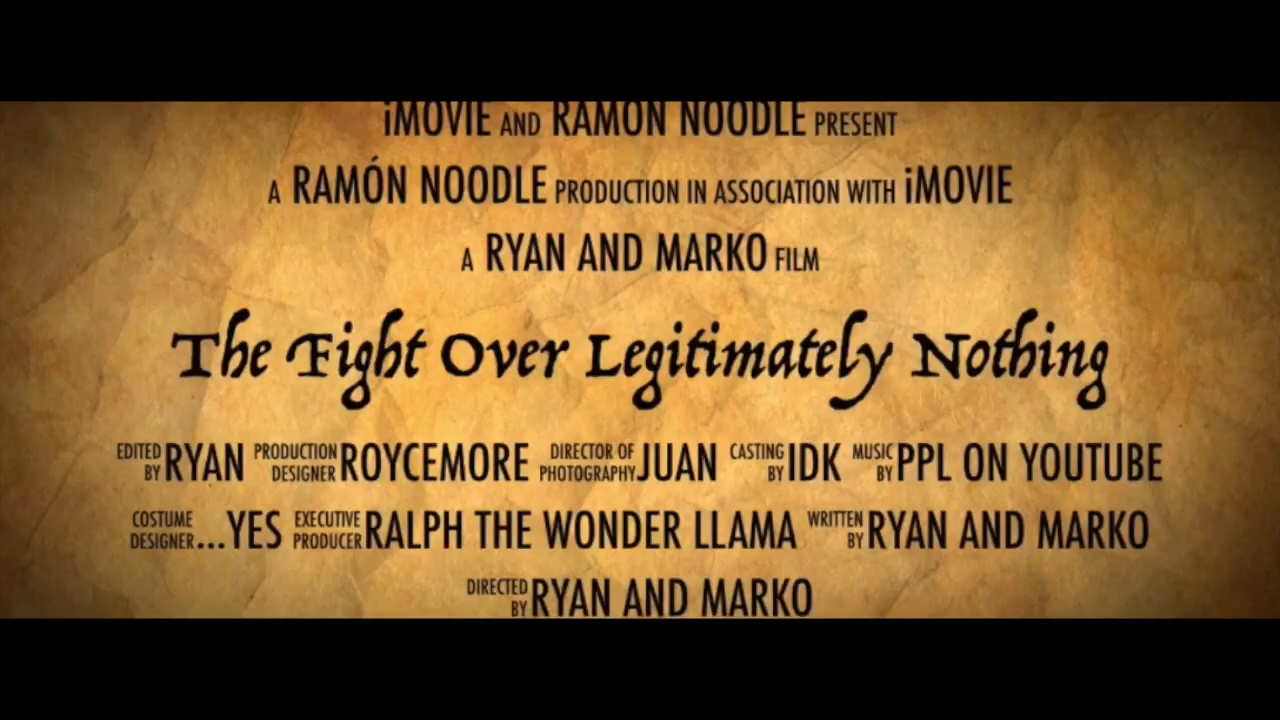 iMOVIE AND RAMÓN NOODLE PRESENT
A RAMÓN NOODLE PRODUCTION IN ASSOCIATION WITH iMOVIE
A RYAN AND MARKO FILM
The Fight Over Legitimately Nothing
EDITED BY RYAN PRODUCTION DESIGNER ROYCEMORE DIRECTOR OF PHOTOGRAPHY JUAN CASTING BY IDK MUSIC BY PPL ON YOUTUBE
COSTUME DESIGNER ...YES EXECUTIVE PRODUCER RALPH THE WONDER LLAMA WRITTEN BY RYAN AND MARKO
DIRECTED BY RYAN AND MARKO